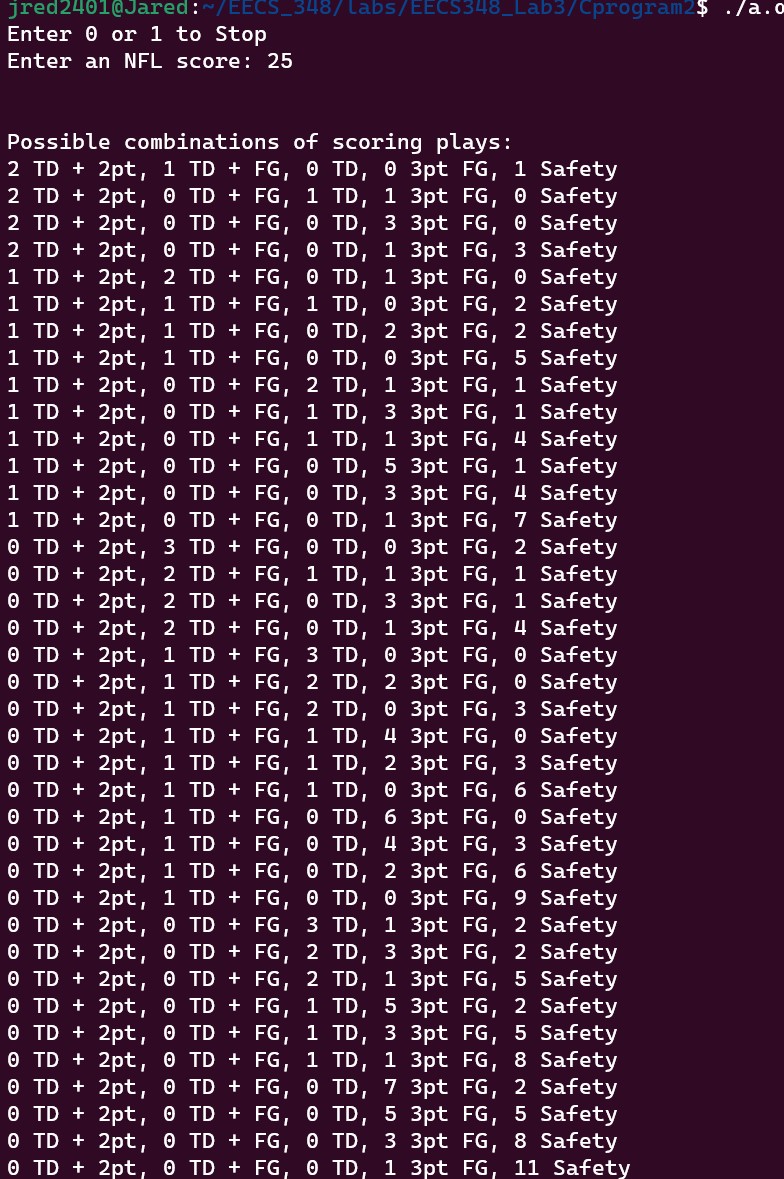 jred2401@Jared:~/EECS_348/labs/EECS348_Lab3/Cprogram2$ ./a.o
Enter 0 or 1 to Stop
Enter an NFL score: 25
Possible combinations of scoring plays:
2 TD + 2pt, 1 TD + FG, 0 TD, 0 3pt FG, 1 Safety
2 TD + 2pt, 0 TD + FG, 1 TD, 1 3pt FG, 0 Safety
2 TD + 2pt, 0 TD + FG, 0 TD, 3 3pt FG, 0 Safety
2 TD + 2pt, 0 TD + FG, 0 TD, 1 3pt FG, 3 Safety
1 TD + 2pt, 2 TD + FG, 0 TD, 1 3pt FG, 0 Safety
1 TD + 2pt, 1 TD + FG, 1 TD, 0 3pt FG, 2 Safety
1 TD + 2pt, 1 TD + FG, 0 TD, 2 3pt FG, 2 Safety
1 TD + 2pt, 1 TD + FG, 0 TD, 0 3pt FG, 5 Safety
1 TD + 2pt, 0 TD + FG, 2 TD, 1 3pt FG, 1 Safety
1 TD + 2pt, 0 TD + FG, 1 TD, 3 3pt FG, 1 Safety
1 TD + 2pt, 0 TD + FG, 1 TD, 1 3pt FG, 4 Safety
1 TD + 2pt, 0 TD + FG, 0 TD, 5 3pt FG, 1 Safety
1 TD + 2pt, 0 TD + FG, 0 TD, 3 3pt FG, 4 Safety
1 TD + 2pt, 0 TD + FG, 0 TD, 1 3pt FG, 7 Safety
0 TD + 2pt, 3 TD + FG, 0 TD, 0 3pt FG, 2 Safety
0 TD + 2pt, 2 TD + FG, 1 TD, 1 3pt FG, 1 Safety
0 TD + 2pt, 2 TD + FG, 0 TD, 3 3pt FG, 1 Safety
0 TD + 2pt, 2 TD + FG, 0 TD, 1 3pt FG, 4 Safety
0 TD + 2pt, 1 TD + FG, 3 TD, 0 3pt FG, 0 Safety
0 TD + 2pt, 1 TD + FG, 2 TD, 2 3pt FG, 0 Safety
0 TD + 2pt, 1 TD + FG, 2 TD, 0 3pt FG, 3 Safety
0 TD + 2pt, 1 TD + FG, 1 TD, 4 3pt FG, 0 Safety
0 TD + 2pt, 1 TD + FG, 1 TD, 2 3pt FG, 3 Safety
0 TD + 2pt, 1 TD + FG, 1 TD, 0 3pt FG, 6 Safety
0 TD + 2pt, 1 TD + FG, 0 TD, 6 3pt FG, 0 Safety
0 TD + 2pt, 1 TD + FG, 0 TD, 4 3pt FG, 3 Safety
0 TD + 2pt, 1 TD + FG, 0 TD, 2 3pt FG, 6 Safety
0 TD + 2pt, 1 TD + FG, 0 TD, 0 3pt FG, 9 Safety
0 TD + 2pt, 0 TD + FG, 3 TD, 1 3pt FG, 2 Safety
0 TD + 2pt, 0 TD + FG, 2 TD, 3 3pt FG, 2 Safety
0 TD + 2pt, 0 TD + FG, 2 TD, 1 3pt FG, 5 Safety
0 TD + 2pt, 0 TD + FG, 1 TD, 5 3pt FG, 2 Safety
0 TD + 2pt, 0 TD + FG, 1 TD, 3 3pt FG, 5 Safety
0 TD + 2pt, 0 TD + FG, 1 TD, 1 3pt FG, 8 Safety
0 TD + 2pt, 0 TD + FG, 0 TD, 7 3pt FG, 2 Safety
0 TD + 2pt, 0 TD + FG, 0 TD, 5 3pt FG, 5 Safety
0 TD + 2pt, 0 TD + FG, 0 TD, 3 3pt FG, 8 Safety
0 TD + 2pt, 0 TD + FG, 0 TD, 1 3pt FG, 11 Safety